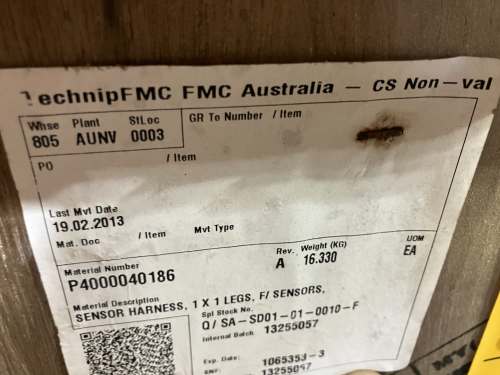 TechnipFMC FMC Australia - CS Non-val
Whse Plant StLoc GR To Number / Item
805 AUNV 0003
PO / Item
Last Mvt Date
19.02.2013
Mat. Doc / Item Mvt Type
Material Number Rev. Weight (KG) UOM
P4000040186 A 16.330 EA
Material Description
SENSOR HARNESS, 1 X 1 LEGS, F/ SENSORS,
Spl Stock No.
Q/ SA-SD01-01-0010-F
Internal Batch
13255057
Exp. Date: 1065353-3
13255057